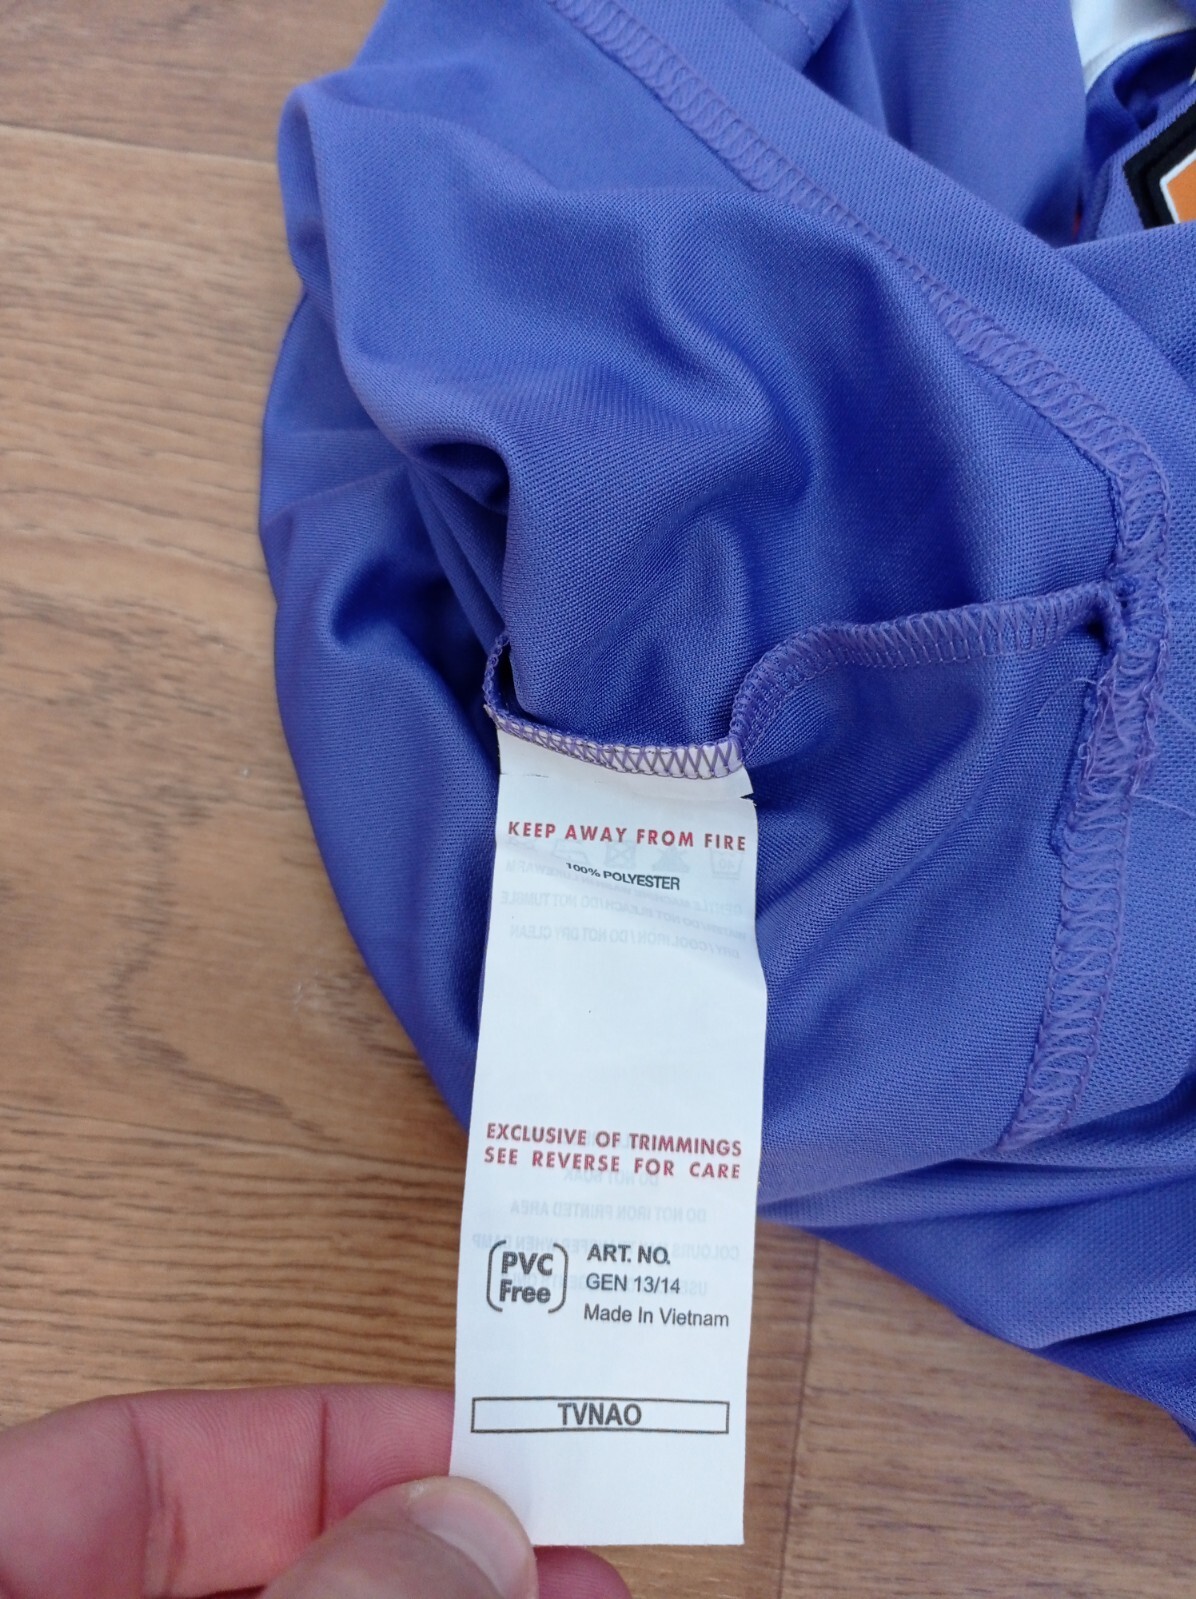 KEEP AWAY FROM FIRE
100% POLYESTER
EXCLUSIVE OF TRIMMINGS
SEE REVERSE FOR CARE
PVC
Free
ART. NO.
GEN 13/14
Made In Vietnam
TVNAO